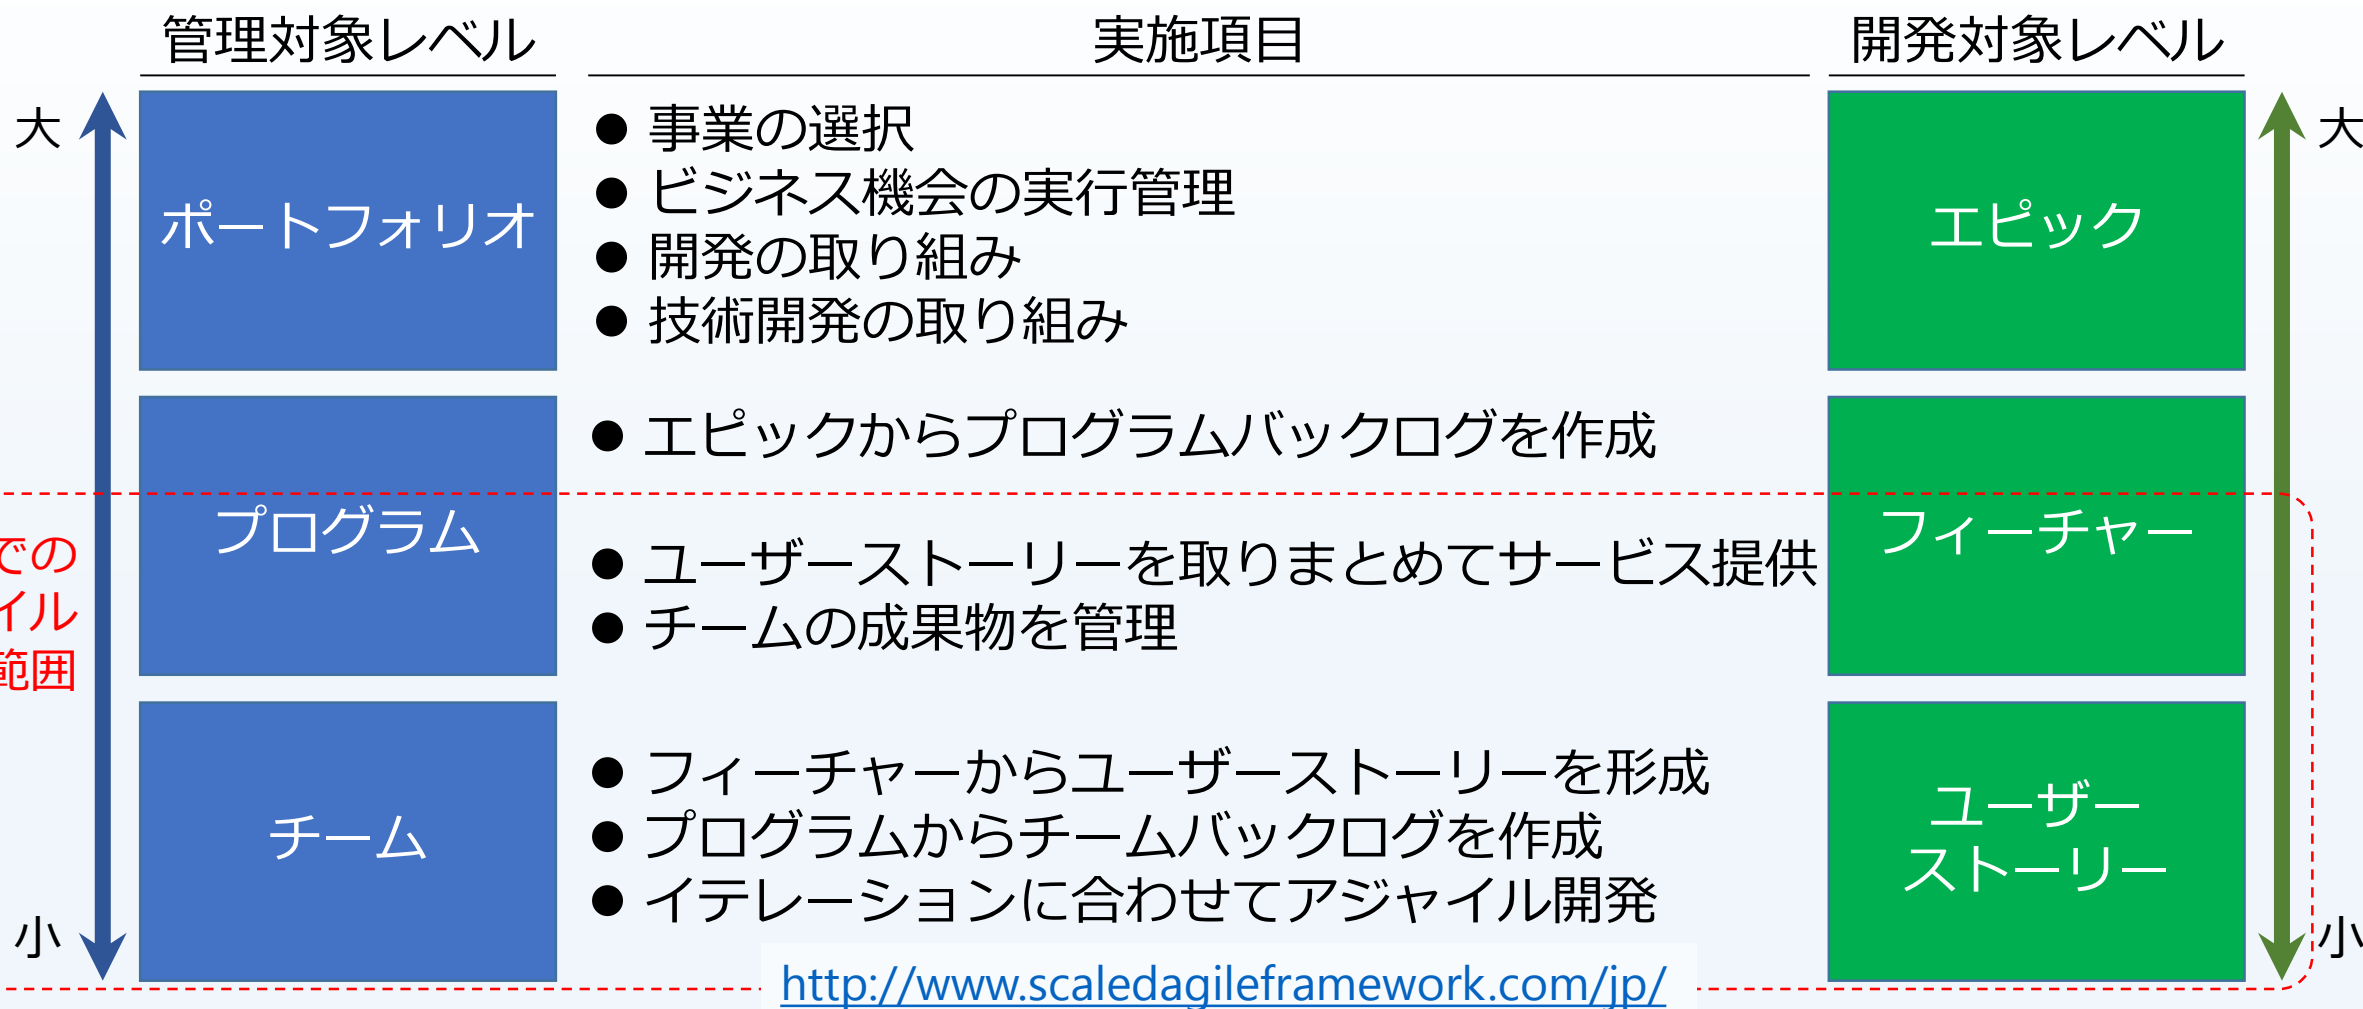 管理対象レベル
実施項目
開発対象レベル
大
ポートフォリオ
● 事業の選択
● ビジネス機会の実行管理
● 開発の取り組み
● 技術開発の取り組み
エピック
大
プログラム
● エピックからプログラムバックログを作成
● ユーザーストーリーを取りまとめてサービス提供
● チームの成果物を管理
フィーチャー
での
イル
範囲
チーム
● フィーチャーからユーザーストーリーを形成
● プログラムからチームバックログを作成
● イテレーションに合わせてアジャイル開発
ユーザー
ストーリー
小
小
http://www.scaledagileframework.com/jp/